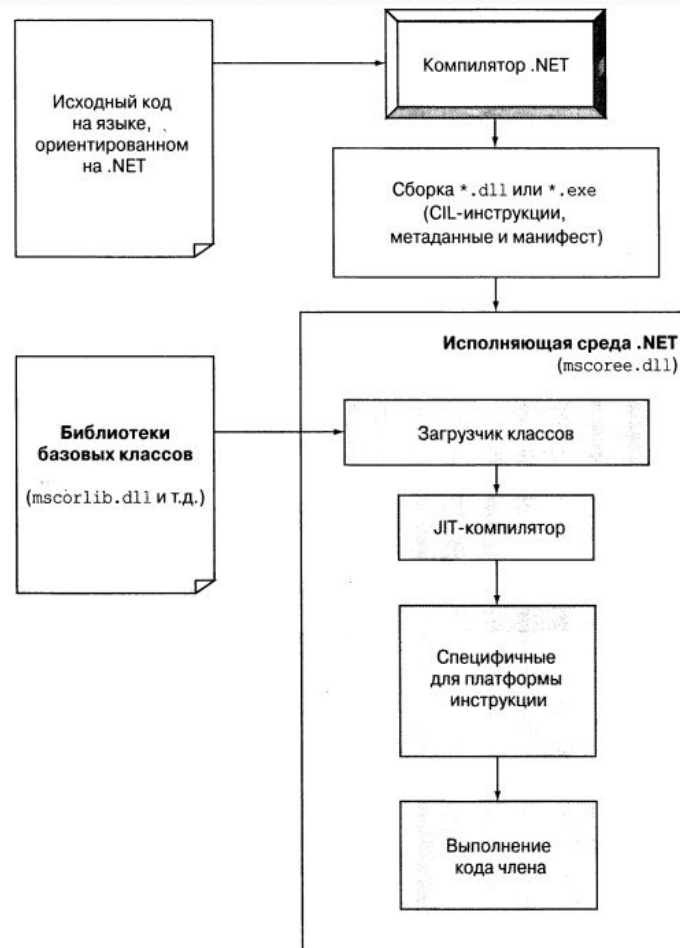 Исходный код
на языке,
ориентированном
на .NET
Компилятор .NET
Сборка *.dll или *.exe
(CIL-инструкции,
метаданные и манифест)
Исполняющая среда .NET
(mscoree.dll)
Библиотеки
базовых классов
(mscorlib.dll и т.д.)
Загрузчик классов
JIT-компилятор
Специфичные
для платформы
инструкции
Выполнение
кода члена